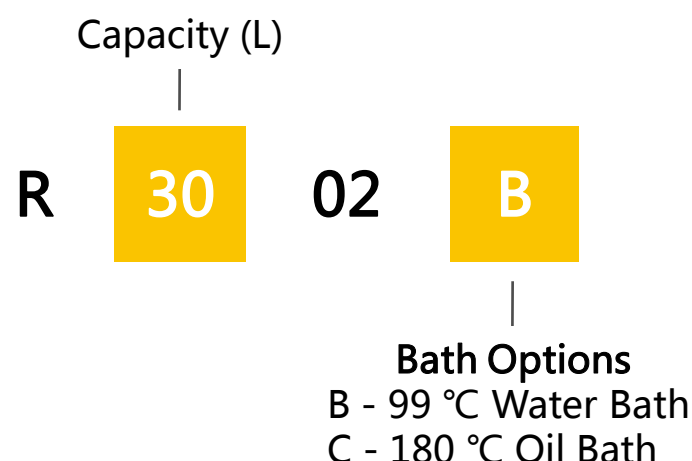 Capacity (L)
R 30 02 B
Bath Options
B - 99 ℃ Water Bath
C - 180 ℃ Oil Bath